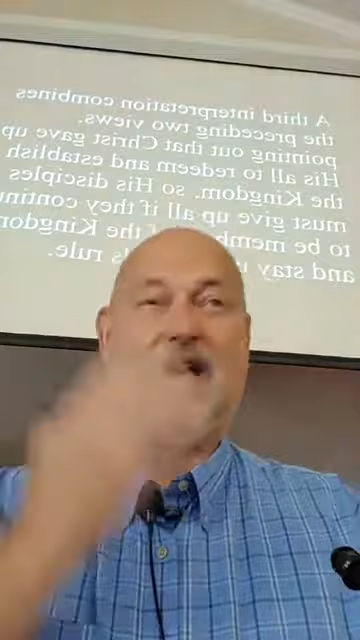 A third interpretation combines
the preceding two views.
pointing out that Christ gave up
His all to redeem and establish
the Kingdom. so His disciples
must give up all if they
to be of the
and stay rule.